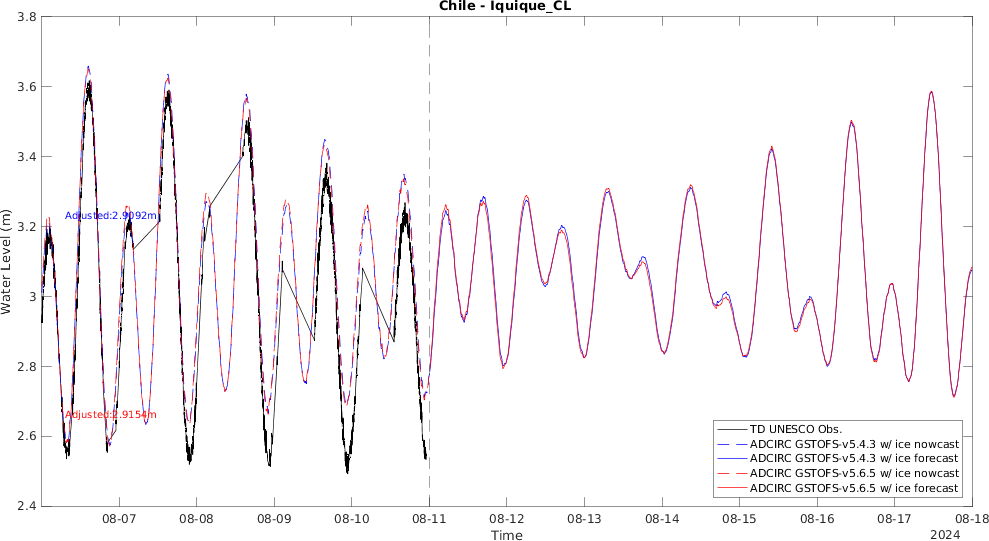 Chile - Iquique_CL
3.8
3.6
3.4
3.2
3
2.8
2.6
2.4
Water Level (m)
Adjusted:2.9092m
Adjusted:2.9154m
TD UNESCO Obs.
ADCIRC GSTOFS-v5.4.3 w/ ice nowcast
ADCIRC GSTOFS-v5.4.3 w/ ice forecast
ADCIRC GSTOFS-v5.6.5 w/ ice nowcast
ADCIRC GSTOFS-v5.6.5 w/ ice forecast
08-07 08-08 08-09 08-10 08-11 08-12 08-13 08-14 08-15 08-16 08-17 08-18
Time
2024